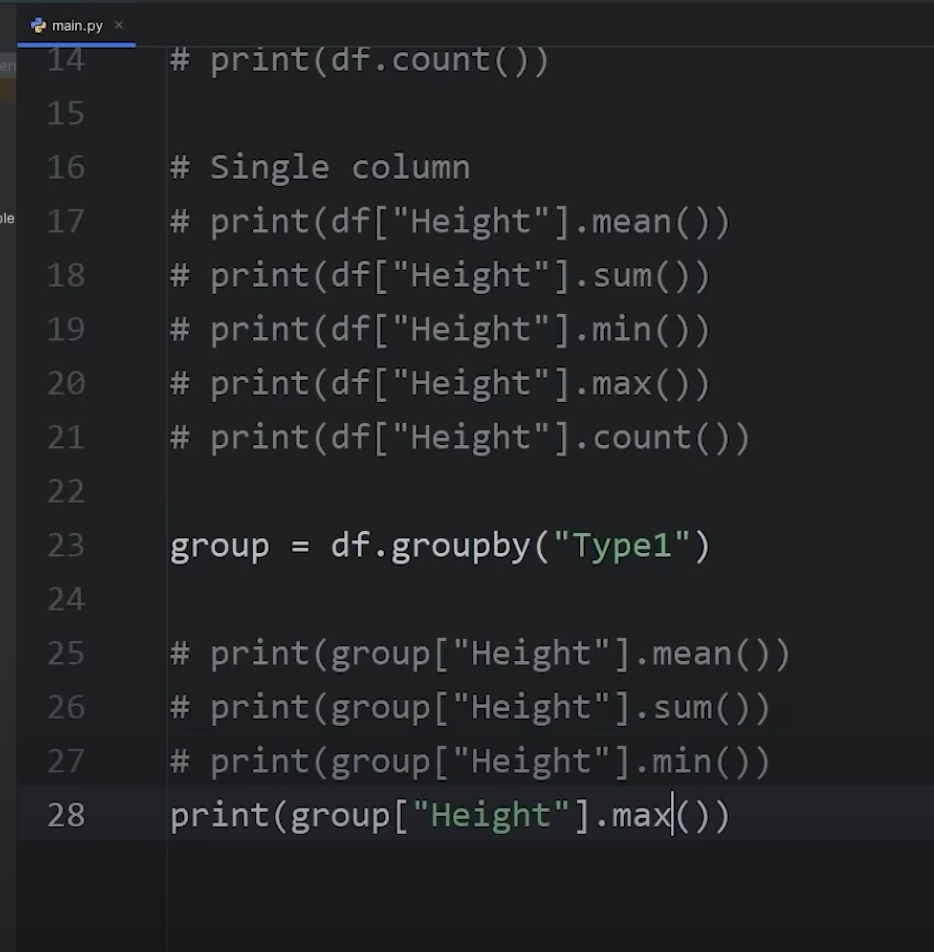 main.py
14 # print(df.count())
15
16 # Single column
17 # print(df["Height"].mean())
18 # print(df["Height"].sum())
19 # print(df["Height"].min())
20 # print(df["Height"].max())
21 # print(df["Height"].count())
22
23 group = df.groupby("Type1")
24
25 # print(group["Height"].mean())
26 # print(group["Height"].sum())
27 # print(group["Height"].min())
28 print(group["Height"].max())